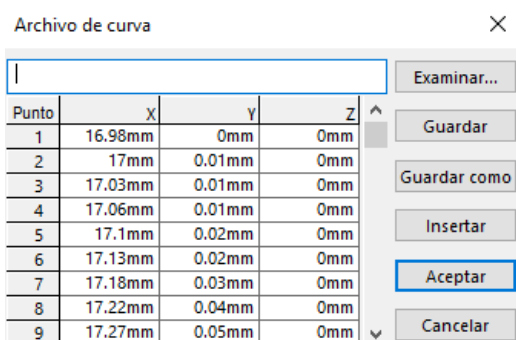 Archivo de curva
Examinar...
Punto X Y Z
1 16.98mm 0mm 0mm
Guardar
2 17mm 0.01mm 0mm
3 17.03mm 0.01mm 0mm
Guardar como
4 17.06mm 0.01mm 0mm
5 17.1mm 0.02mm 0mm
Insertar
6 17.13mm 0.02mm 0mm
7 17.18mm 0.03mm 0mm
Aceptar
8 17.22mm 0.04mm 0mm
9 17.27mm 0.05mm 0mm
Cancelar